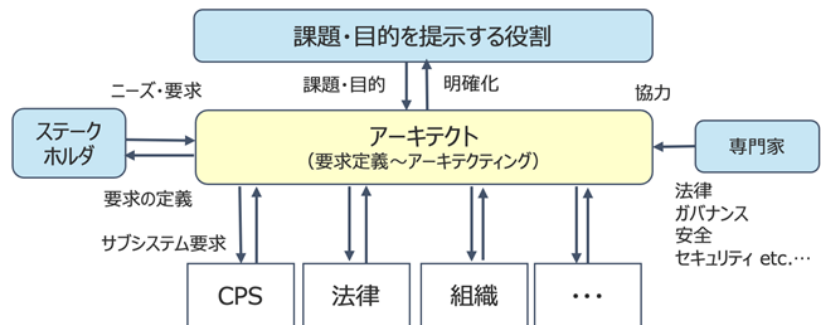 課題・目的を提示する役割
ニーズ・要求
課題・目的
明確化
協力
ステーク
ホルダ
アーキテクト
(要求定義～アーキテクティング)
専門家
要求の定義
法律
ガバナンス
安全
セキュリティ etc.…
サブシステム要求
CPS
法律
組織
・・・